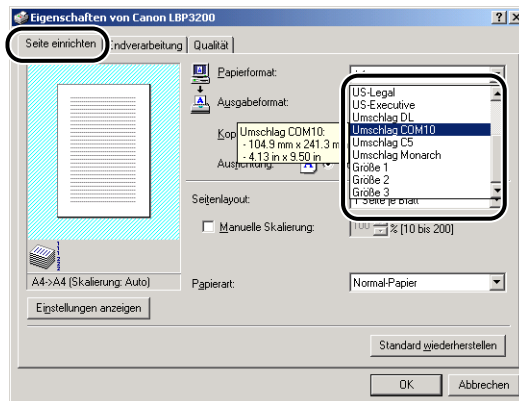 Eigenschaften von Canon LBP3200
Seite einrichten
Endverarbeitung
Qualität
Papierformat:
Ausgabeformat:
US-Legal
US-Executive
Umschlag DL
Umschlag COM10
Umschlag C5
Umschlag Monarch
Größe 1
Größe 2
Größe 3
Kop
Umschlag COM10:
- 104.9 mm x 241.3 m
- 4.13 in x 9.50 in
Seitenlayout:
1 Seite je Blatt
Manuelle Skalierung:
100 % [10 bis 200]
A4->A4 (Skalierung: Auto)
Papierart:
Normal-Papier
Einstellungen anzeigen
Standard wiederherstellen
OK
Abbrechen